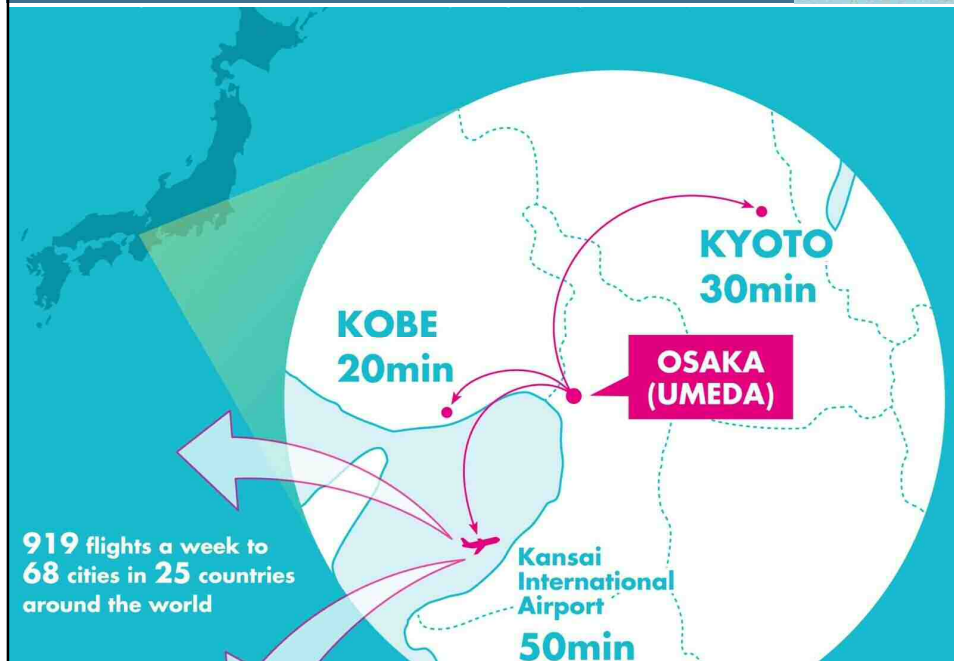 KYOTO
30min
KOBE
20min
OSAKA
(UMEDA)
919 flights a week to
68 cities in 25 countries
around the world
Kansai
International
Airport
50min